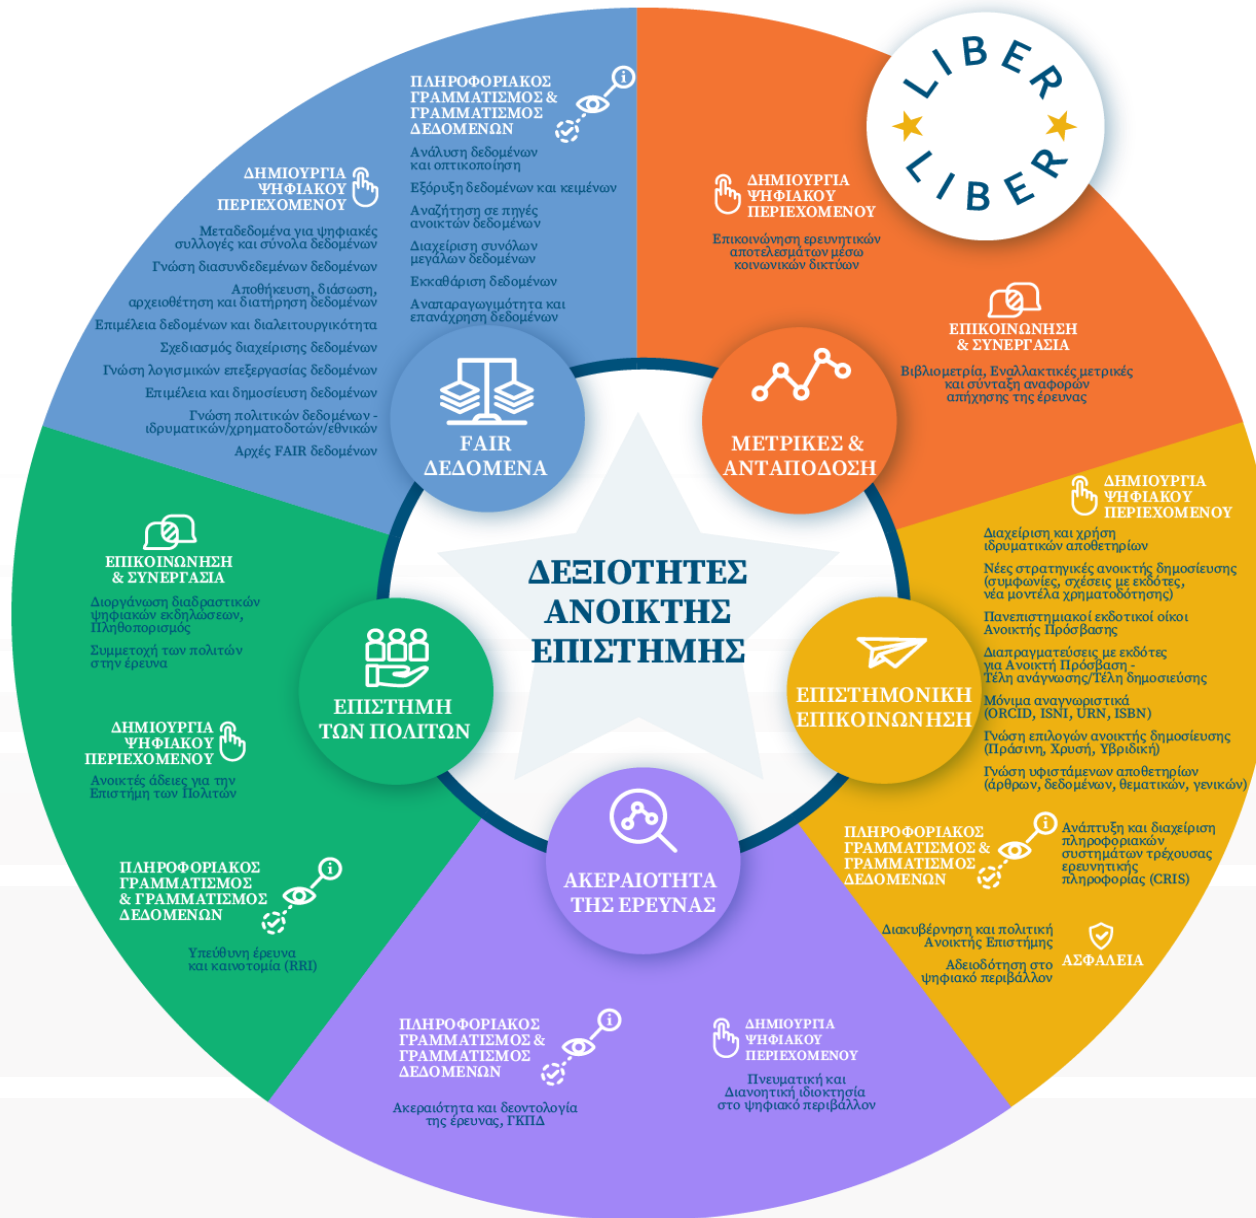 LIBER
LIBER
ΠΛΗΡΟΦΟΡΙΑΚΟΣ
ΓΡΑΜΜΑΤΙΣΜΟΣ &
ΓΡΑΜΜΑΤΙΣΜΟΣ
ΔΕΔΟΜΕΝΩΝ
Ανάλυση δεδομένων
και οπτικοποίηση
Εξόρυξη δεδομένων και κειμένων
Αναζήτηση σε πηγές
ανοικτών δεδομένων
Διαχείριση συνόλων
μεγάλων δεδομένων
Εκκαθάριση δεδομένων
Αναπαραγωγιμότητα και
επανάχρηση δεδομένων
ΔΗΜΙΟΥΡΓΙΑ
ΨΗΦΙΑΚΟΥ
ΠΕΡΙΕΧΟΜΕΝΟΥ
Μεταδεδομένα για ψηφιακές
συλλογές και σύνολα δεδομένων
Γνώση διασυνδεδεμένων δεδομένων
Αποθήκευση, διάσωση,
αρχειοθέτηση και διατήρηση δεδομένων
Επιμέλεια δεδομένων και διαλειτουργικότητα
Σχεδιασμός διαχείρισης δεδομένων
Γνώση λογισμικών επεξεργασίας δεδομένων
Επιμέλεια και δημοσίευση δεδομένων
Γνώση πολιτικών δεδομένων -
ιδρυματικών/χρηματοδοτών/εθνικών
Αρχές FAIR δεδομένων
FAIR
ΔΕΔΟΜΕΝΑ
ΔΗΜΙΟΥΡΓΙΑ
ΨΗΦΙΑΚΟΥ
ΠΕΡΙΕΧΟΜΕΝΟΥ
Επικοινώνηση ερευνητικών
αποτελεσμάτων μέσω
κοινωνικών δικτύων
ΕΠΙΚΟΙΝΩΝΗΣΗ
& ΣΥΝΕΡΓΑΣΙΑ
Βιβλιομετρία, Εναλλακτικές μετρικές
και σύνταξη αναφορών
απήχησης της έρευνας
ΜΕΤΡΙΚΕΣ &
ΑΝΤΑΠΟΔΟΣΗ
ΔΕΞΙΟΤΗΤΕΣ
ΑΝΟΙΚΤΗΣ
ΕΠΙΣΤΗΜΗΣ
ΔΗΜΙΟΥΡΓΙΑ
ΨΗΦΙΑΚΟΥ
ΠΕΡΙΕΧΟΜΕΝΟΥ
Διαχείριση και χρήση
ιδρυματικών αποθετηρίων
Νέες στρατηγικές ανοικτής δημοσίευσης
(συμφωνίες, σχέσεις με εκδότες,
νέα μοντέλα χρηματοδότησης)
Πανεπιστημιακοί εκδοτικοί οίκοι
Ανοικτής Πρόσβασης
Διαπραγματεύσεις με εκδότες
για Ανοικτή Πρόσβαση -
Τέλη ανάγνωσης/Τέλη δημοσιεύσης
Μόνιμα αναγνωριστικά
(ORCID, ISNI, URN, ISBN)
Γνώση επιλογών ανοικτής δημοσίευσης
(Πράσινη, Χρυσή, Υβριδική)
Γνώση υφιστάμενων αποθετηρίων
(άρθρων, δεδομένων, θεματικών, γενικών)
ΕΠΙΣΤΗΜΟΝΙΚΗ
ΕΠΙΚΟΙΝΩΝΗΣΗ
ΠΛΗΡΟΦΟΡΙΑΚΟΣ
ΓΡΑΜΜΑΤΙΣΜΟΣ &
ΓΡΑΜΜΑΤΙΣΜΟΣ
ΔΕΔΟΜΕΝΩΝ
Ανάπτυξη και διαχείριση
πληροφοριακών
συστημάτων τρέχουσας
ερευνητικής
πληροφορίας (CRIS)
Διακυβέρνηση και πολιτική
Ανοικτής Επιστήμης
Αδειοδότηση στο
ψηφιακό περιβάλλον
ΑΣΦΑΛΕΙΑ
ΕΠΙΚΟΙΝΩΝΗΣΗ
& ΣΥΝΕΡΓΑΣΙΑ
Διοργάνωση διαδραστικών
ψηφιακών εκδηλώσεων,
Πληθοπορισμός
Συμμετοχή των πολιτών
στην έρευνα
ΕΠΙΣΤΗΜΗ
ΤΩΝ ΠΟΛΙΤΩΝ
ΔΗΜΙΟΥΡΓΙΑ
ΨΗΦΙΑΚΟΥ
ΠΕΡΙΕΧΟΜΕΝΟΥ
Ανοικτές άδειες για την
Επιστήμη των Πολιτών
ΠΛΗΡΟΦΟΡΙΑΚΟΣ
ΓΡΑΜΜΑΤΙΣΜΟΣ
& ΓΡΑΜΜΑΤΙΣΜΟΣ
ΔΕΔΟΜΕΝΩΝ
Υπεύθυνη έρευνα
και καινοτομία (RRI)
ΑΚΕΡΑΙΟΤΗΤΑ
ΤΗΣ ΕΡΕΥΝΑΣ
ΠΛΗΡΟΦΟΡΙΑΚΟΣ
ΓΡΑΜΜΑΤΙΣΜΟΣ &
ΓΡΑΜΜΑΤΙΣΜΟΣ
ΔΕΔΟΜΕΝΩΝ
Ακεραιότητα και δεοντολογία
της έρευνας, ΓΚΠΔ
ΔΗΜΙΟΥΡΓΙΑ
ΨΗΦΙΑΚΟΥ
ΠΕΡΙΕΧΟΜΕΝΟΥ
Πνευματική και
Διανοητική ιδιοκτησία
στο ψηφιακό περιβάλλον